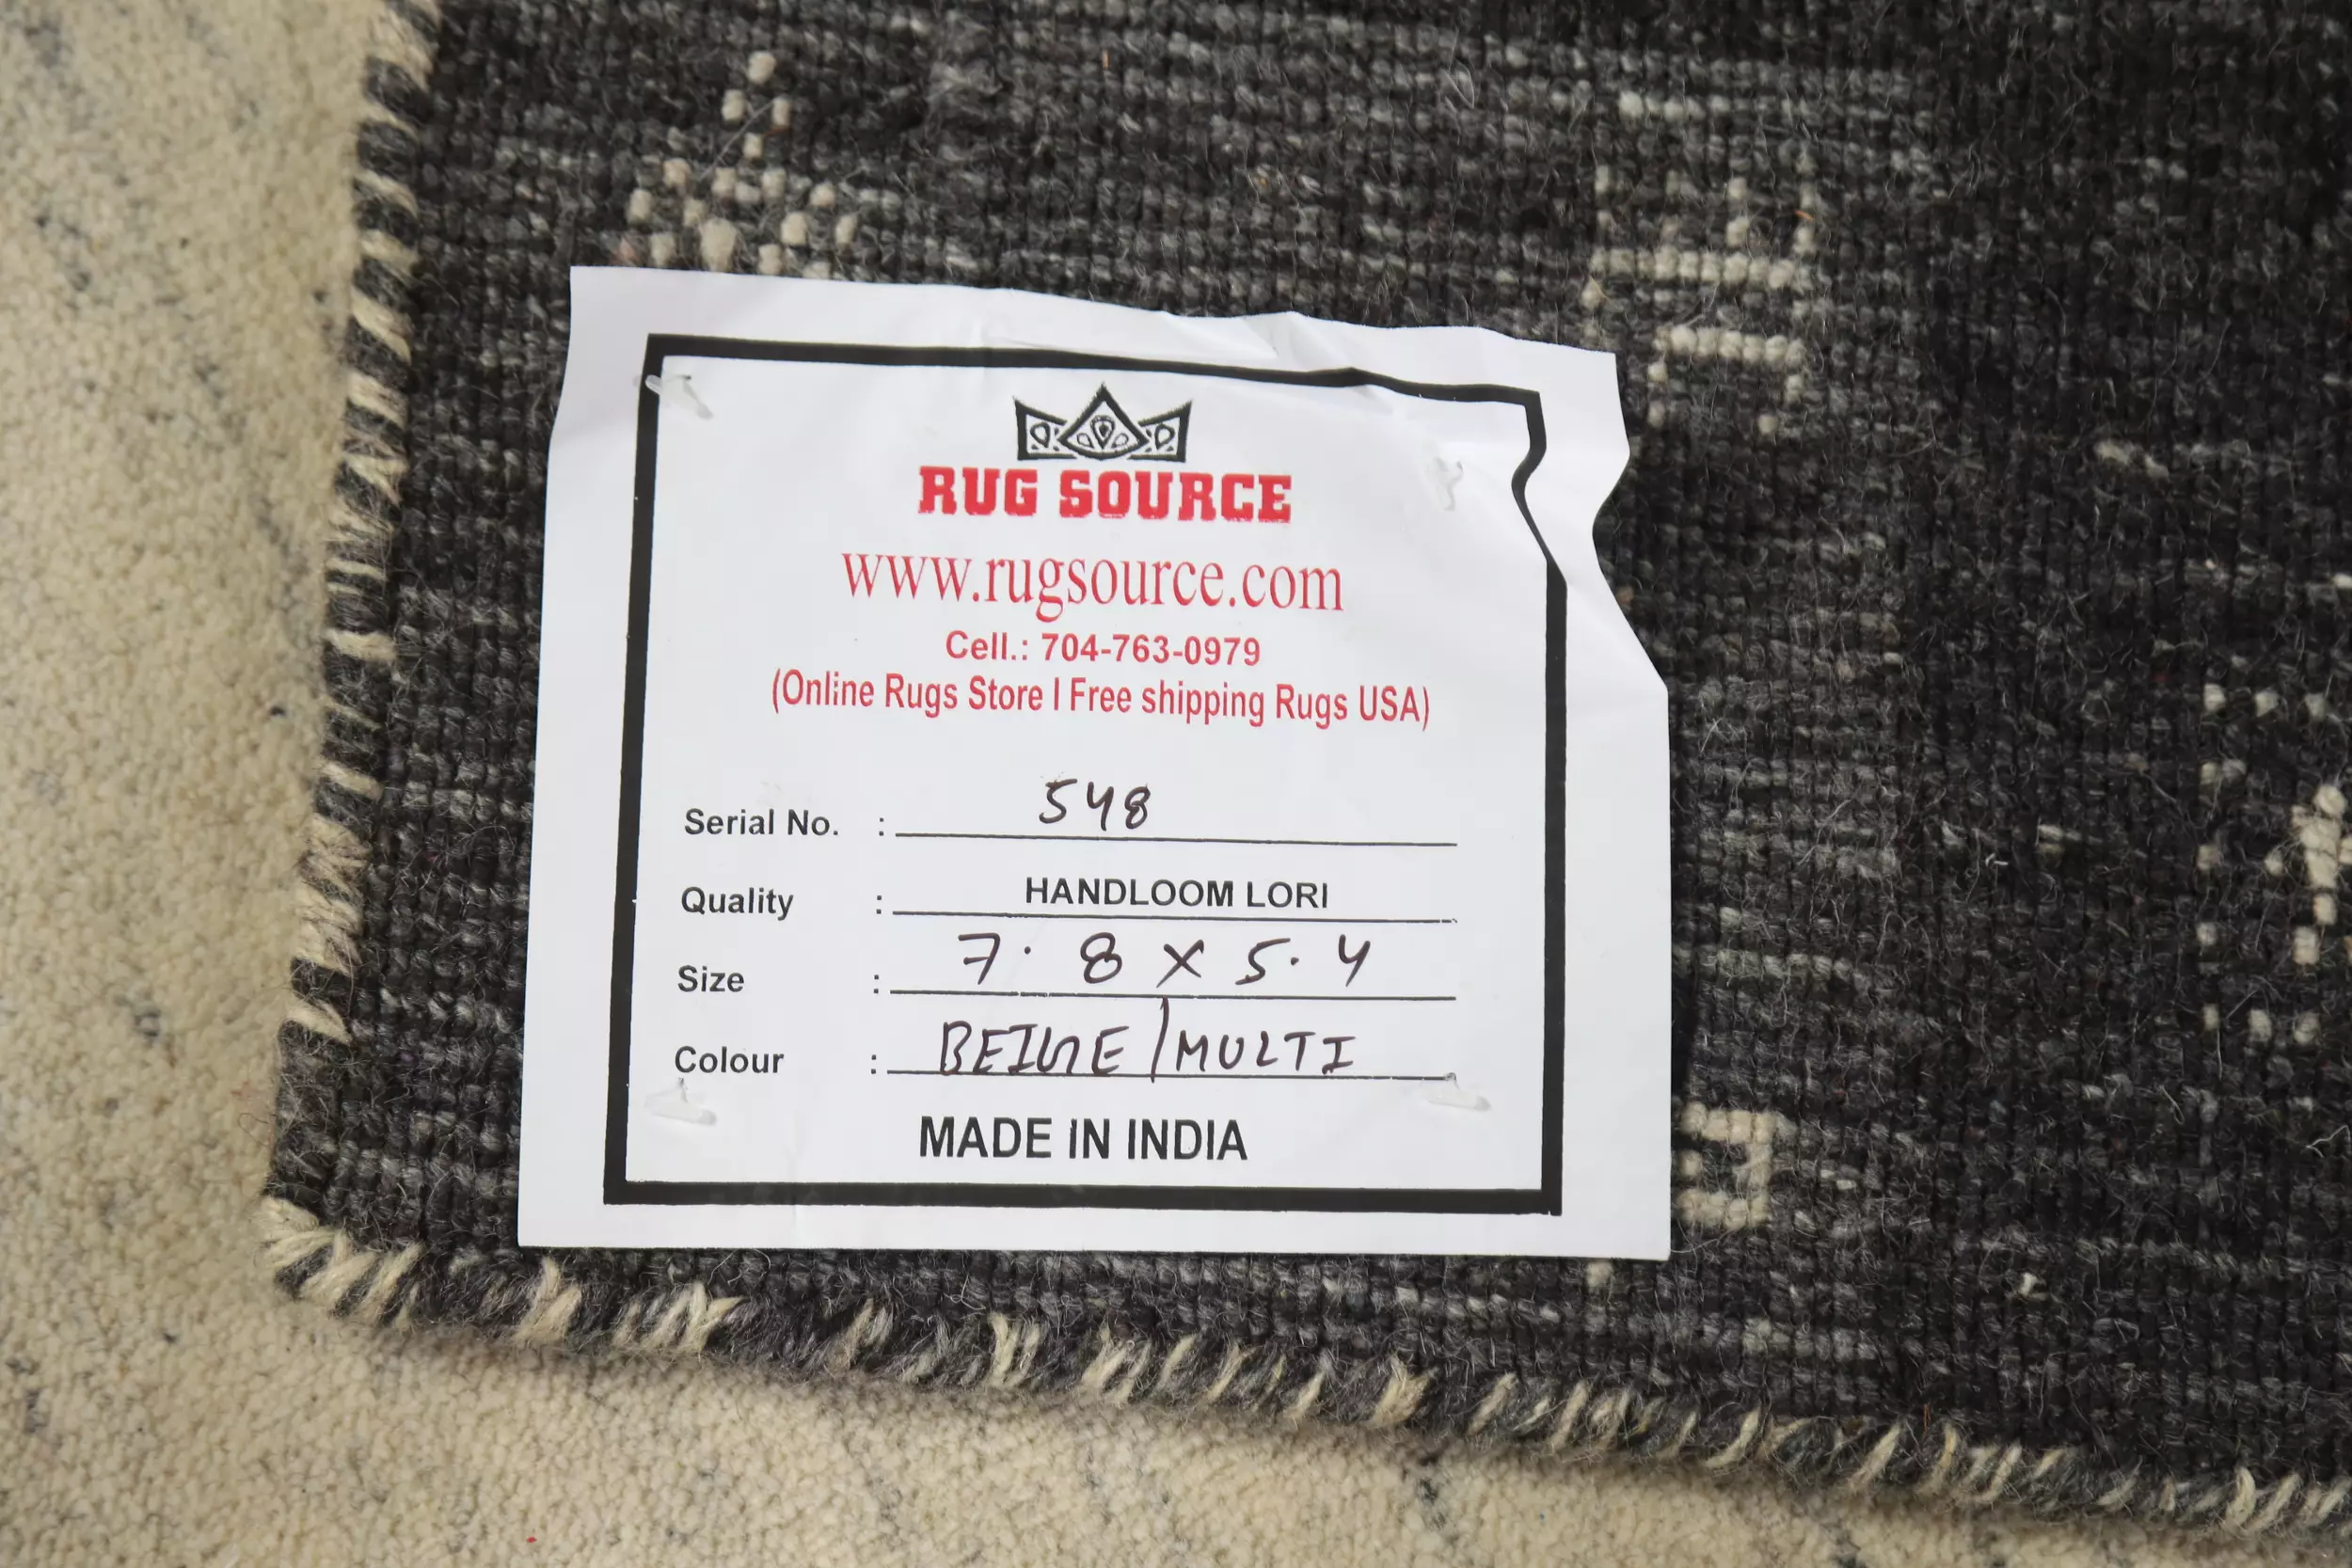 RUG SOURCE
www.rugsource.com
Cell.: 704-763-0979
(Online Rugs Store I Free shipping Rugs USA)
Serial No. : 548
Quality : HANDLOOM LORI
Size : 7.8 X 5.4
Colour : BEIGE/MULTI
MADE IN INDIA